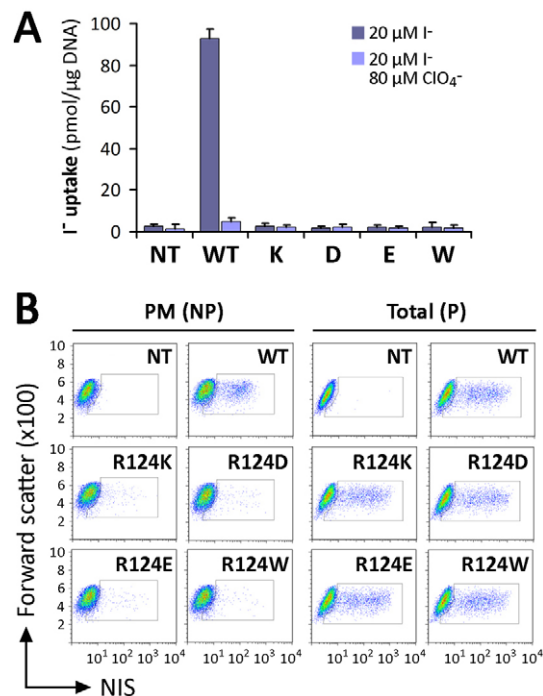 A
I⁻ uptake (pmol/µg DNA)
100
80
60
40
20
0
20 µM I⁻
20 µM I⁻
80 µM ClO₄⁻
NT WT K D E W
B
PM (NP) Total (P)
Forward scatter (x100)
10
8
6
4
2
NT WT NT WT
10
8
6
4
2
R124K R124D R124K R124D
10
8
6
4
2
R124E R124W R124E R124W
10¹ 10² 10³ 10⁴ 10¹ 10² 10³ 10⁴ 10¹ 10² 10³ 10⁴ 10¹ 10² 10³ 10⁴
NIS